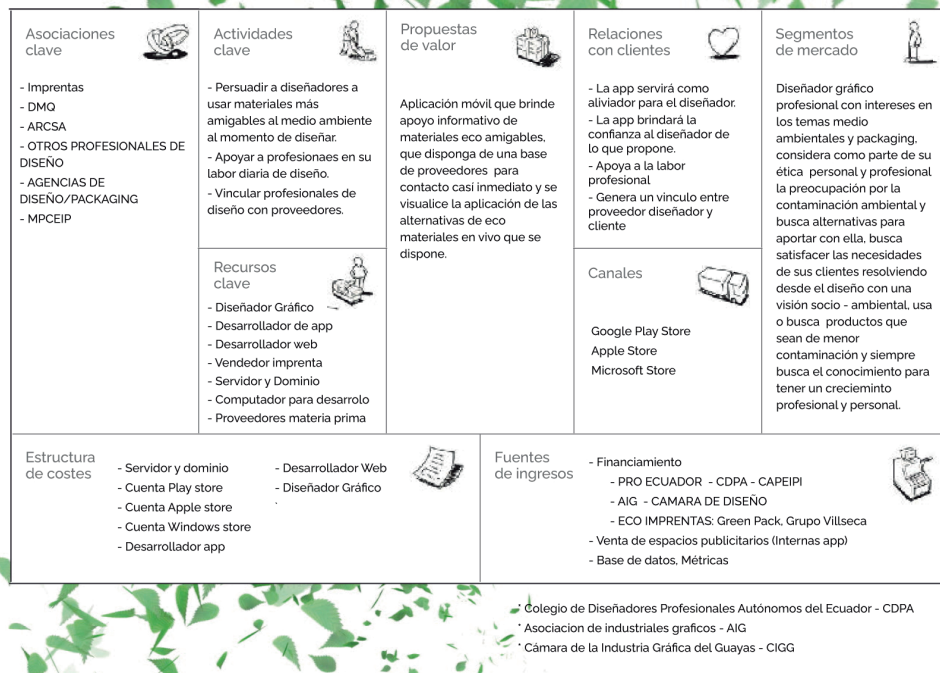 Asociaciones
clave
- Imprentas
- DMQ
- ARCSA
- OTROS PROFESIONALES DE
DISEÑO
- AGENCIAS DE
DISEÑO/PACKAGING
- MPCEIP
Actividades
clave
- Persuadir a diseñadores a
usar materiales más
amigables al medio ambiente
al momento de diseñar.
- Apoyar a profesionaes en su
labor diaria de diseño.
- Vincular profesionales de
diseño con proveedores.
Recursos
clave
- Diseñador Gráfico
- Desarrollador de app
- Desarrollador web
- Vendedor imprenta
- Servidor y Dominio
- Computador para desarrolo
- Proveedores materia prima
Propuestas
de valor
Aplicación móvil que brinde
apoyo informativo de
materiales eco amigables,
que disponga de una base
de proveedores para
contacto casí inmediato y se
visualice la aplicación de las
alternativas de eco
materiales en vivo que se
dispone.
Relaciones
con clientes
- La app servirá como
aliviador para el diseñador.
- La app brindará la
confianza al diseñador de
lo que propone.
- Apoya a la labor
profesional
- Genera un vinculo entre
proveedor diseñador y
cliente
Canales
Google Play Store
Apple Store
Microsoft Store
Segmentos
de mercado
Diseñador gráfico
profesional con intereses en
los temas medio
ambientales y packaging,
considera como parte de su
ética personal y profesional
la preocupación por la
contaminación ambiental y
busca alternativas para
aportar con ella, busca
satisfacer las necesidades
de sus clientes resolviendo
desde el diseño con una
visión socio - ambiental, usa
o busca productos que
sean de menor
contaminación y siempre
busca el conocimiento para
tener un crecieminto
profesional y personal.
Estructura
de costes
- Servidor y dominio
- Cuenta Play store
- Cuenta Apple store
- Cuenta Windows store
- Desarrollador app
- Desarrollador Web
- Diseñador Gráfico
Fuentes
de ingresos
- Financiamiento
- PRO ECUADOR - CDPA - CAPEIPI
- AIG - CAMARA DE DISEÑO
- ECO IMPRENTAS: Green Pack, Grupo Villseca
- Venta de espacios publicitarios (Internas app)
- Base de datos, Métricas
* Colegio de Diseñadores Profesionales Autónomos del Ecuador - CDPA
* Asociacion de industriales graficos - AIG
* Cámara de la Industria Gráfica del Guayas - CIGG